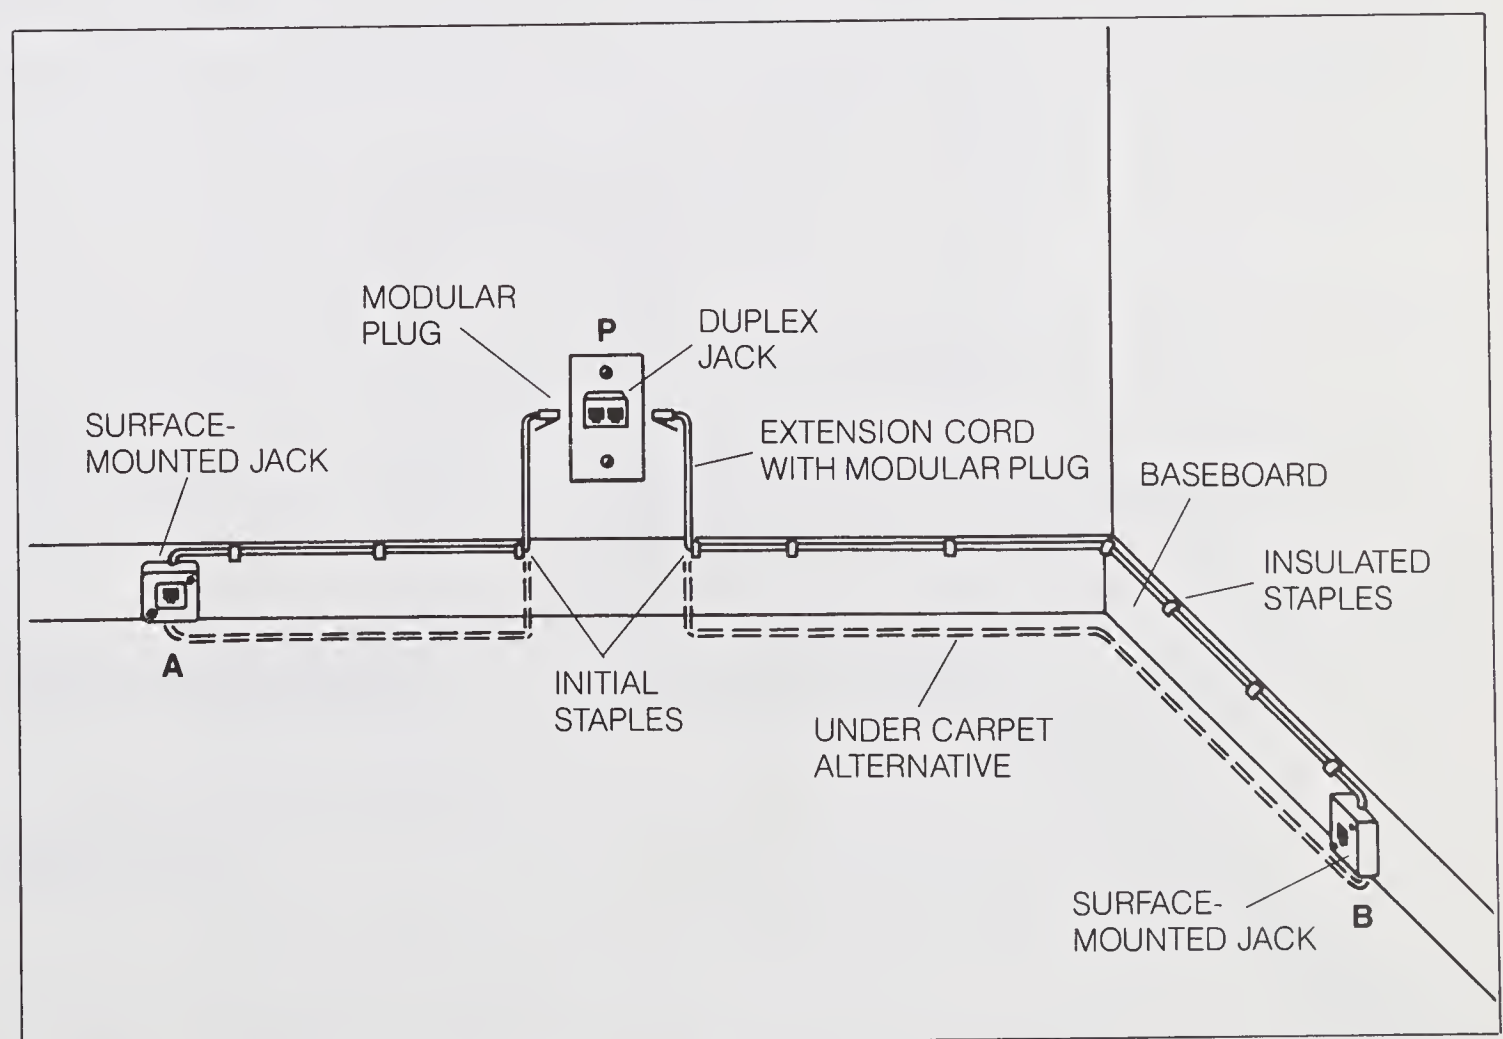 MODULAR
PLUG
P
DUPLEX
JACK
SURFACE-
MOUNTED JACK
EXTENSION CORD
WITH MODULAR PLUG
BASEBOARD
INSULATED
STAPLES
A
INITIAL
STAPLES
UNDER CARPET
ALTERNATIVE
SURFACE-
MOUNTED JACK
B